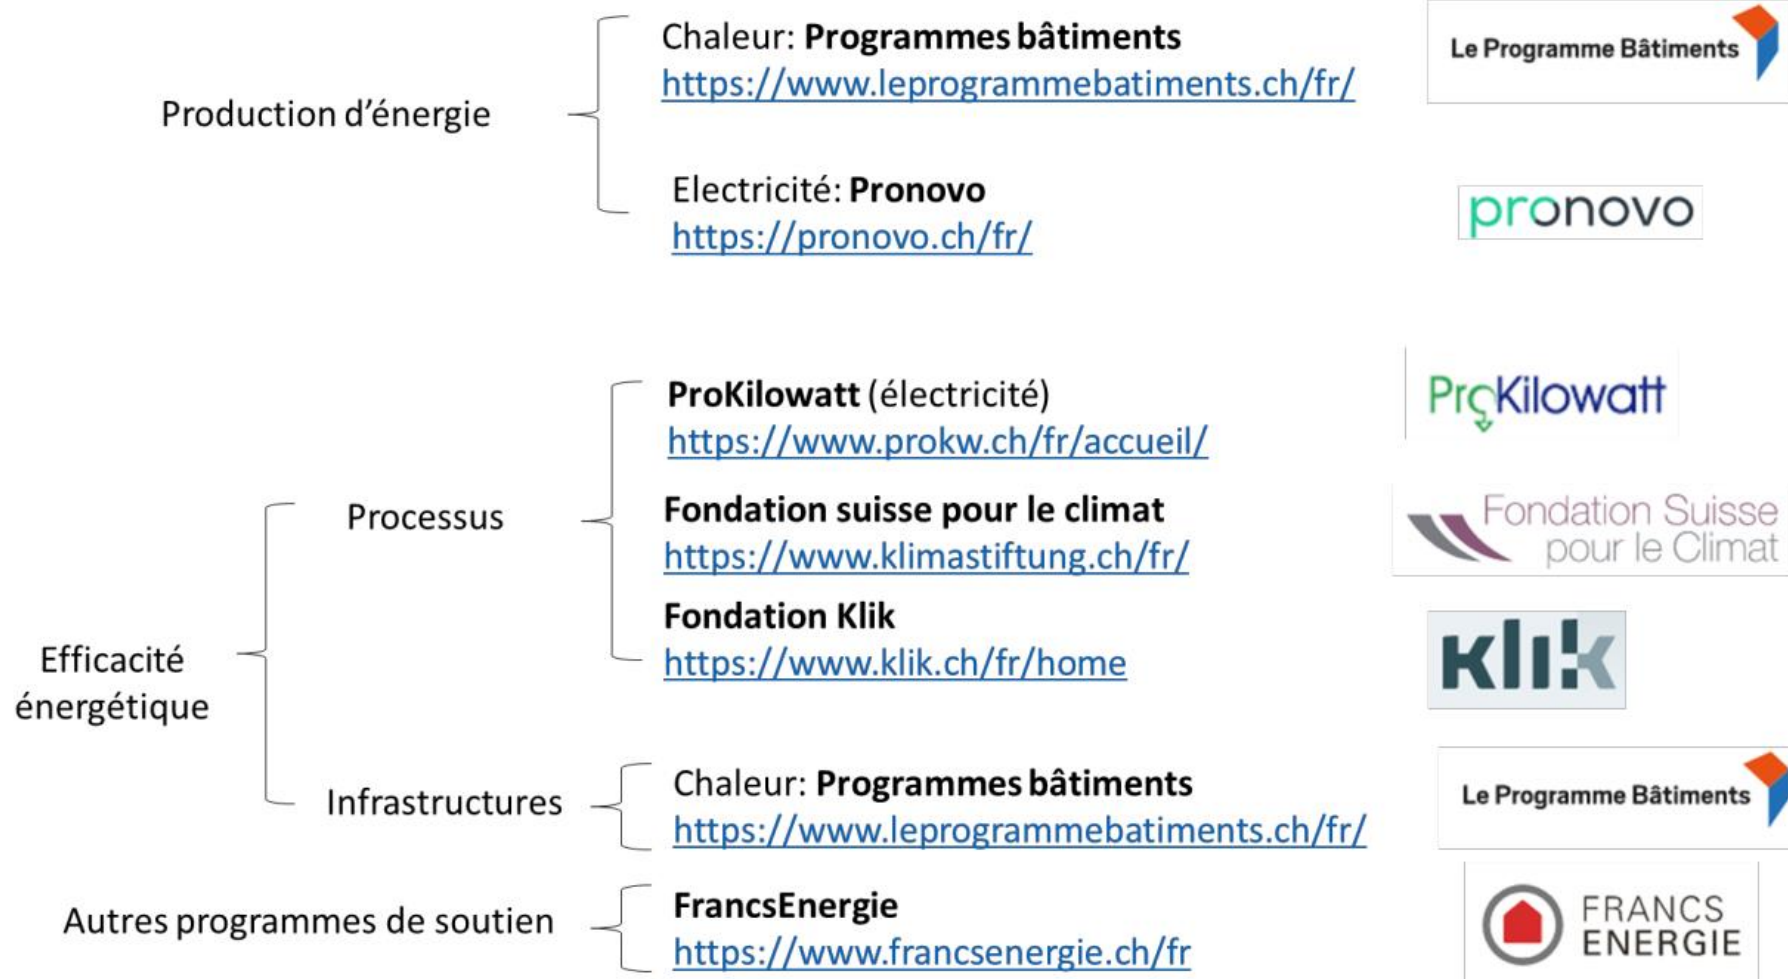 Production d’énergie
Chaleur: Programmes bâtiments
https://www.leprogrammebatiments.ch/fr/
Le Programme Bâtiments
Electricité: Pronovo
https://pronovo.ch/fr/
pronovo
Efficacité
énergétique
Processus
ProKilowatt (électricité)
https://www.prokw.ch/fr/accueil/
ProKilowatt
Fondation suisse pour le climat
https://www.klimastiftung.ch/fr/
Fondation Suisse
pour le Climat
Fondation Klik
https://www.klik.ch/fr/home
klik
Infrastructures
Chaleur: Programmes bâtiments
https://www.leprogrammebatiments.ch/fr/
Le Programme Bâtiments
Autres programmes de soutien
FrancsEnergie
https://www.francsenergie.ch/fr
FRANCS
ENERGIE